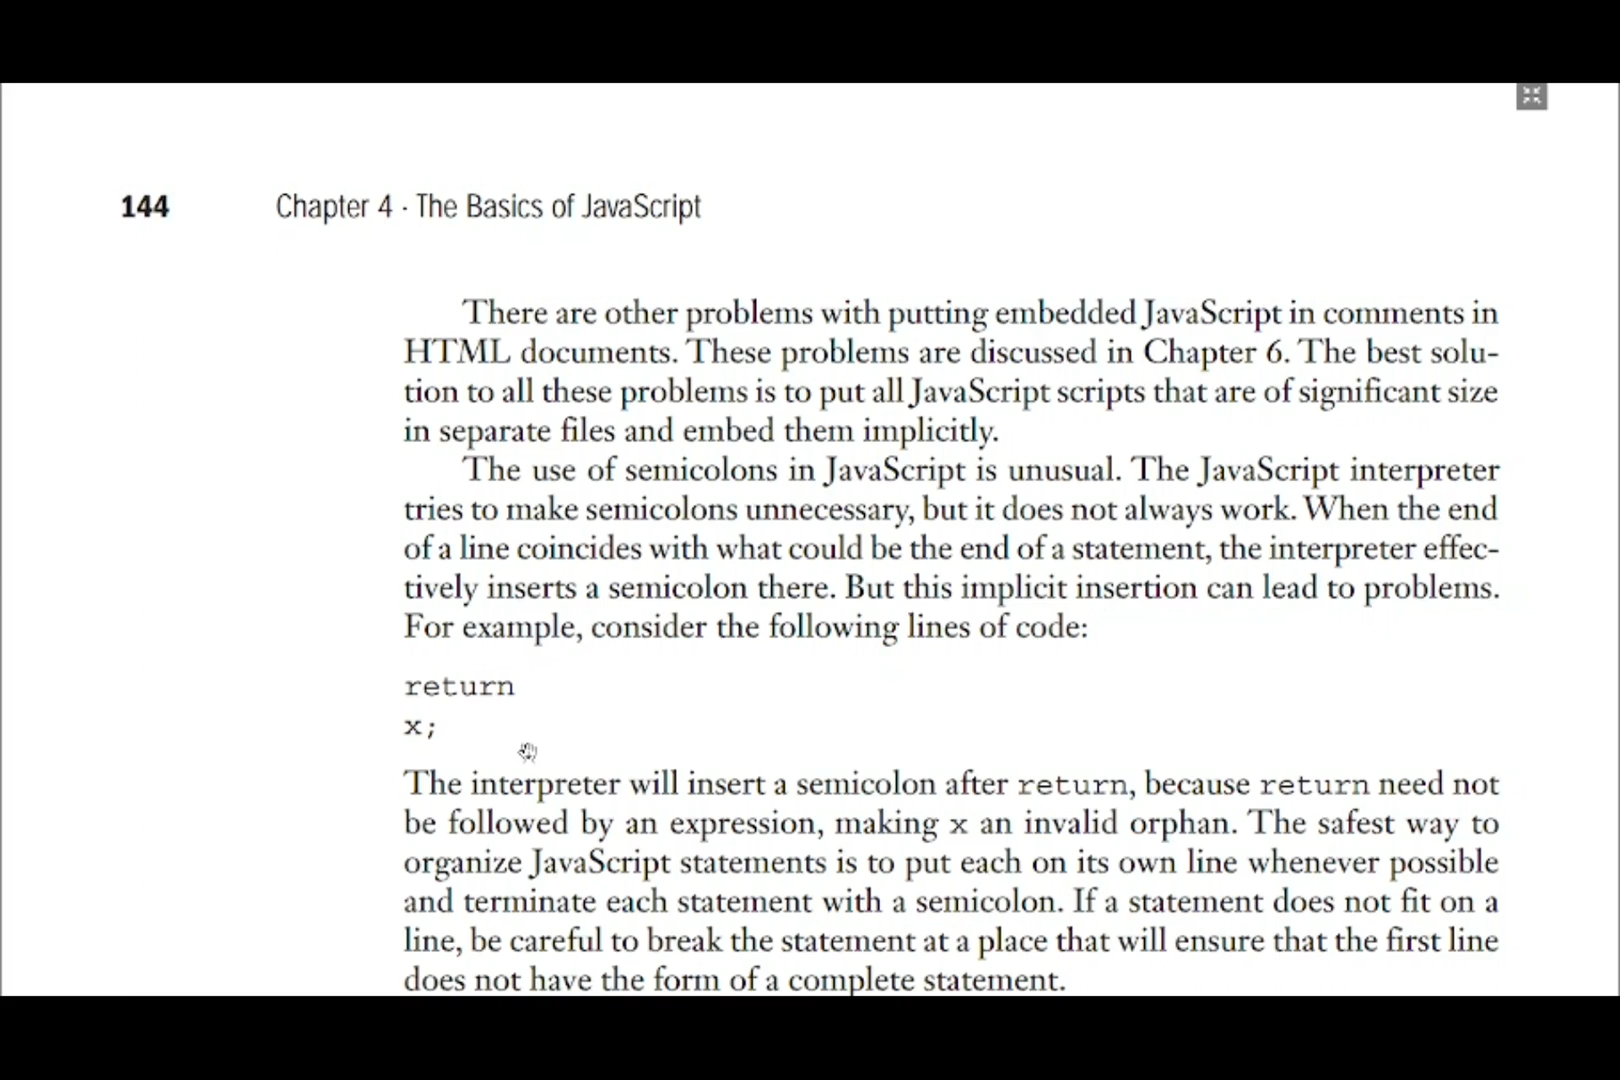 144 Chapter 4 · The Basics of JavaScript
There are other problems with putting embedded JavaScript in comments in
HTML documents. These problems are discussed in Chapter 6. The best solu-
tion to all these problems is to put all JavaScript scripts that are of significant size
in separate files and embed them implicitly.
The use of semicolons in JavaScript is unusual. The JavaScript interpreter
tries to make semicolons unnecessary, but it does not always work. When the end
of a line coincides with what could be the end of a statement, the interpreter effec-
tively inserts a semicolon there. But this implicit insertion can lead to problems.
For example, consider the following lines of code:
return
x;
The interpreter will insert a semicolon after return, because return need not
be followed by an expression, making x an invalid orphan. The safest way to
organize JavaScript statements is to put each on its own line whenever possible
and terminate each statement with a semicolon. If a statement does not fit on a
line, be careful to break the statement at a place that will ensure that the first line
does not have the form of a complete statement.